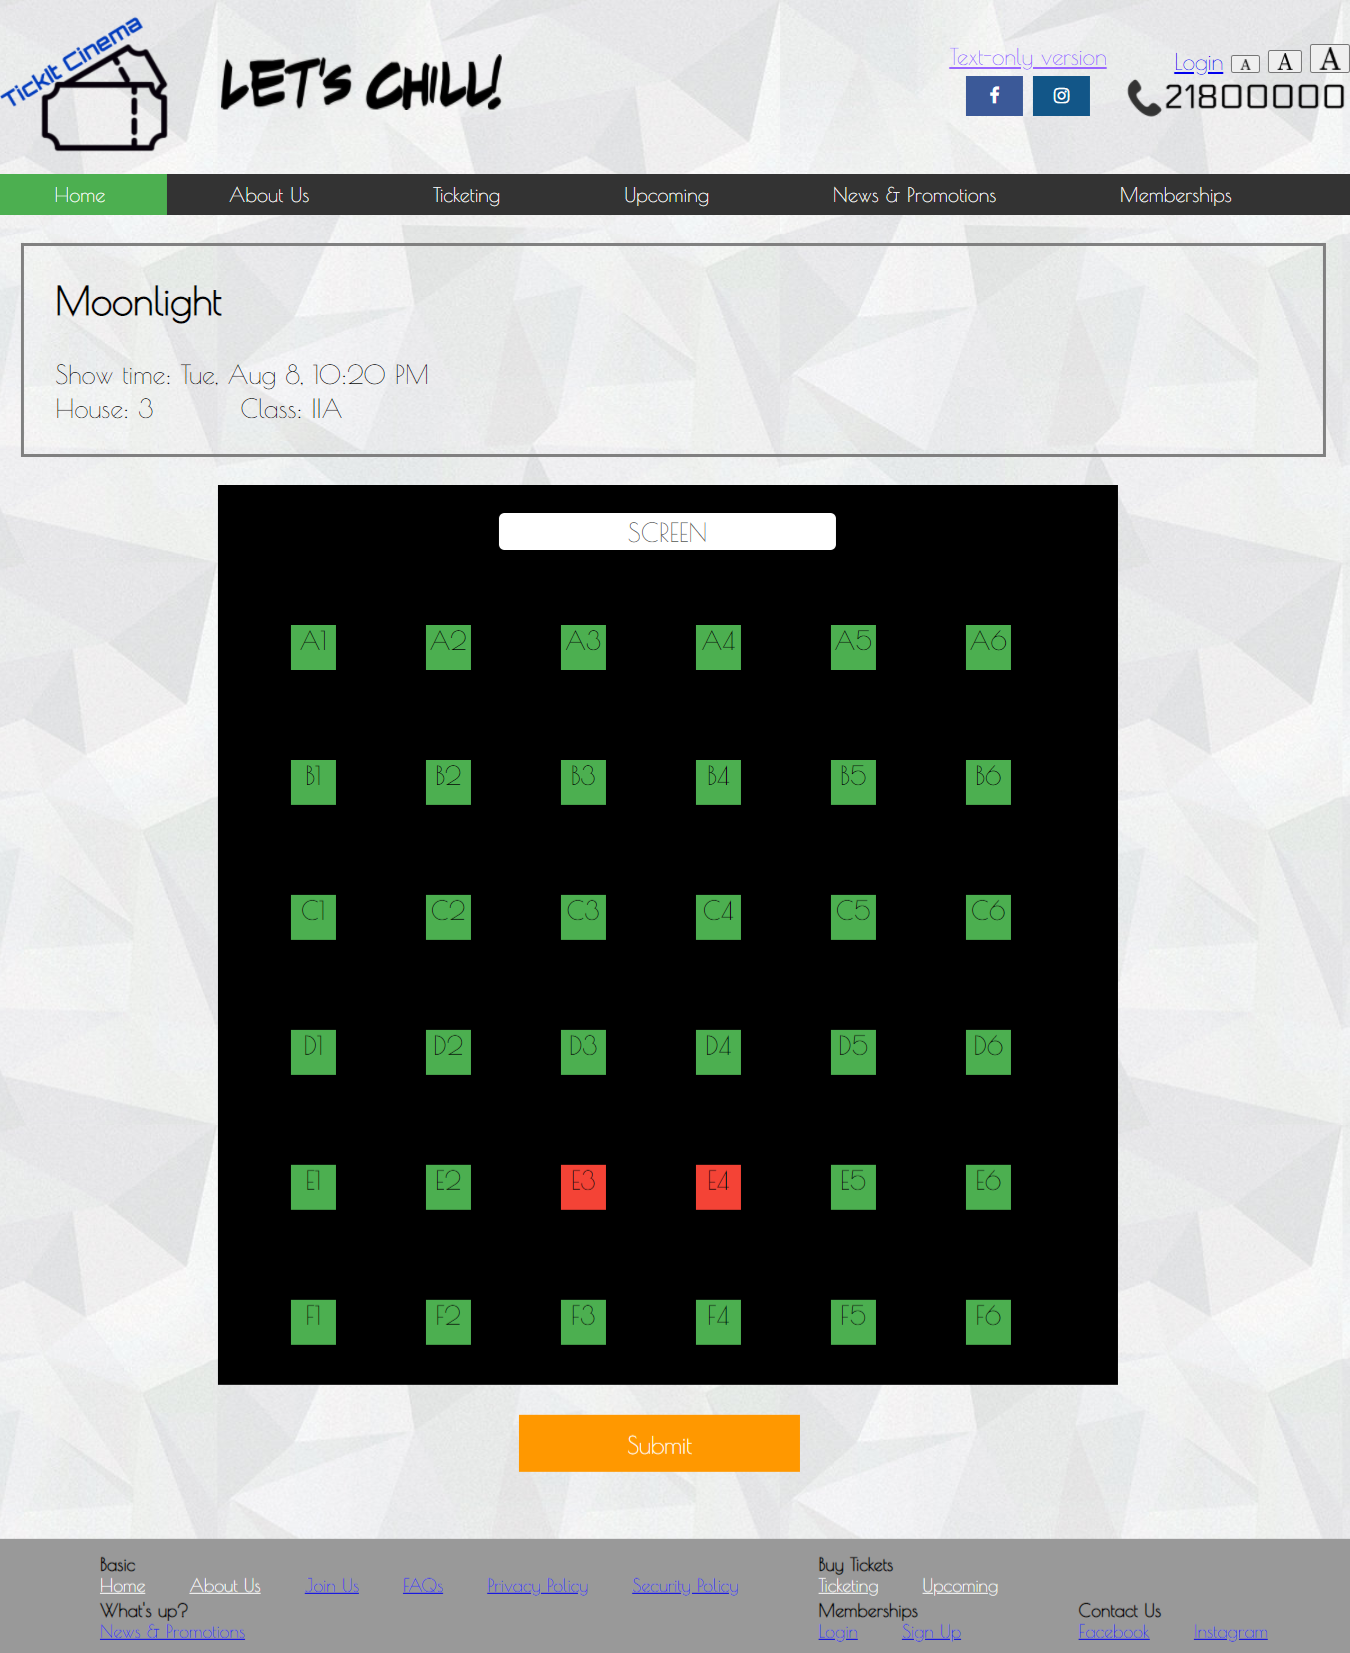 TickIt Cinema
LET'S CHILL!
Text-only version
Login A A A
f
21800000
Home About Us Ticketing Upcoming News & Promotions Memberships
Moonlight
Show time: Tue, Aug 8, 10:20 PM
House: 3 Class: IIA
SCREEN
A1 A2 A3 A4 A5 A6
B1 B2 B3 B4 B5 B6
C1 C2 C3 C4 C5 C6
D1 D2 D3 D4 D5 D6
E1 E2 E3 E4 E5 E6
F1 F2 F3 F4 F5 F6
Submit
Basic Buy Tickets
Home About Us Join Us FAQs Privacy Policy Security Policy Ticketing Upcoming
What's up? Memberships Contact Us
News & Promotions Login Sign Up Facebook Instagram